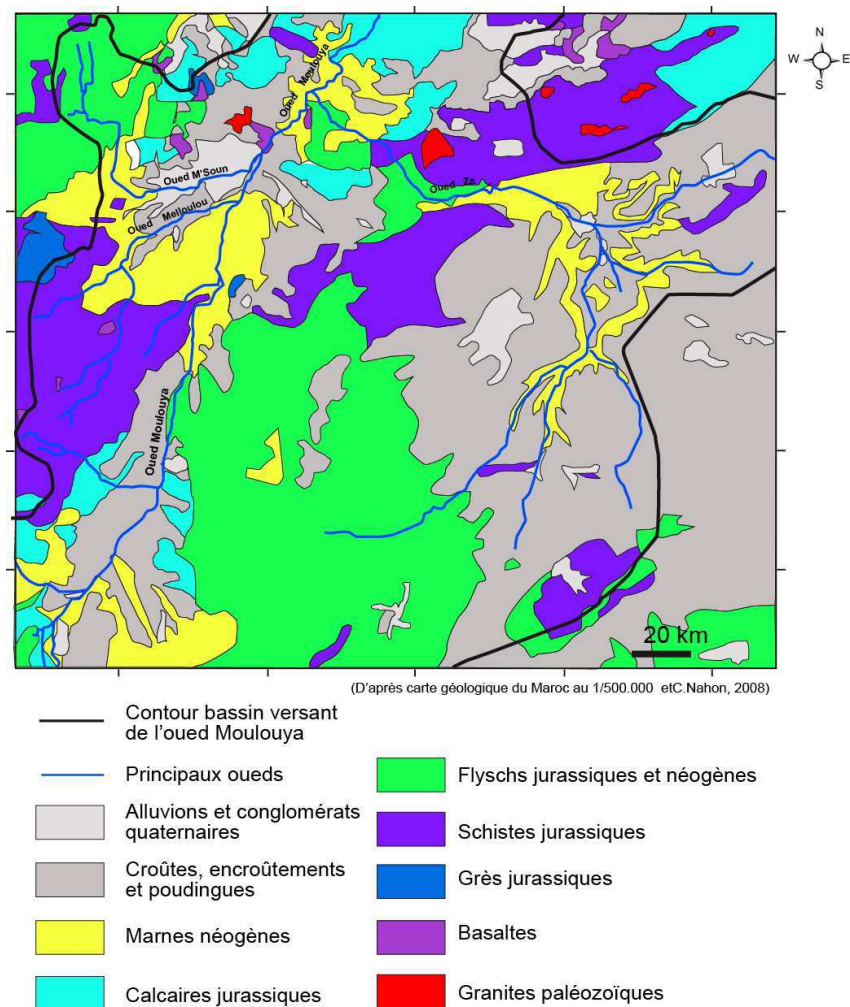 N
W E
S
Oued Moulouya
Oued M'Soun
Oued Za
Oued Melloulou
Oued Moulouya
20 km
(D'après carte géologique du Maroc au 1/500.000 etC.Nahon, 2008)
Contour bassin versant
de l'oued Moulouya
Principaux oueds
Alluvions et conglomérats
quaternaires
Croûtes, encroûtements
et poudingues
Marnes néogènes
Calcaires jurassiques
Flyschs jurassiques et néogènes
Schistes jurassiques
Grès jurassiques
Basaltes
Granites paléozoïques